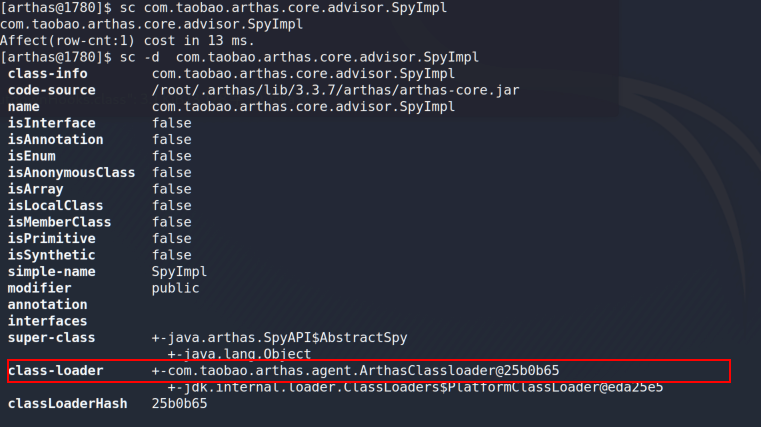 [arthas@1780]$ sc com.taobao.arthas.core.advisor.SpyImpl
com.taobao.arthas.core.advisor.SpyImpl
Affect(row-cnt:1) cost in 13 ms.
[arthas@1780]$ sc -d  com.taobao.arthas.core.advisor.SpyImpl
class-info com.taobao.arthas.core.advisor.SpyImpl
code-source /root/.arthas/lib/3.3.7/arthas/arthas-core.jar
name com.taobao.arthas.core.advisor.SpyImpl
isInterface false
isAnnotation false
isEnum false
isAnonymousClass false
isArray false
isLocalClass false
isMemberClass false
isPrimitive false
isSynthetic false
simple-name SpyImpl
modifier public
annotation
interfaces
super-class +-java.arthas.SpyAPI$AbstractSpy
+-java.lang.Object
class-loader +-com.taobao.arthas.agent.ArthasClassloader@25b0b65
+-jdk.internal.loader.ClassLoaders$PlatformClassLoader@eda25e5
classLoaderHash 25b0b65